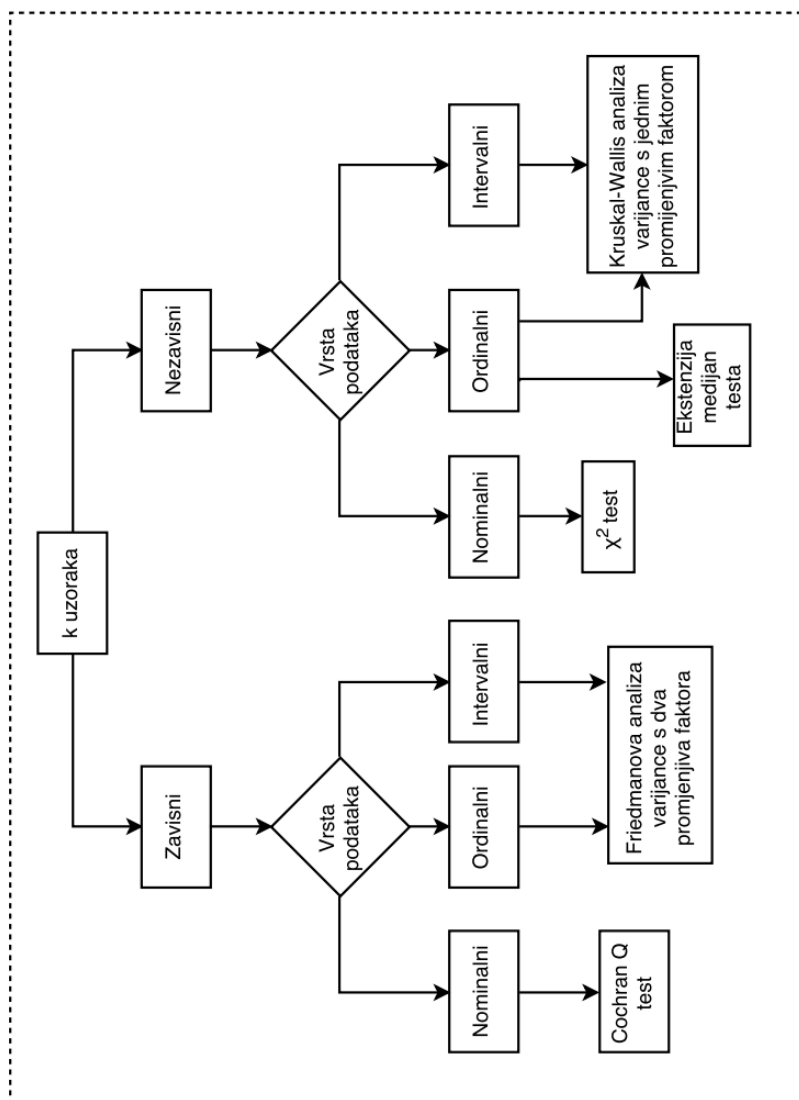 k uzoraka
Zavisni
Nezavisni
Vrsta
podataka
Vrsta
podataka
Nominalni
Ordinalni
Intervalni
Nominalni
Ordinalni
Intervalni
Cochran Q
test
Friedmanova analiza
varijance s dva
promjenjiva faktora
χ² test
Ekstenzija
medijan
testa
Kruskal-Wallis analiza
varijance s jednim
promijenjvim faktorom